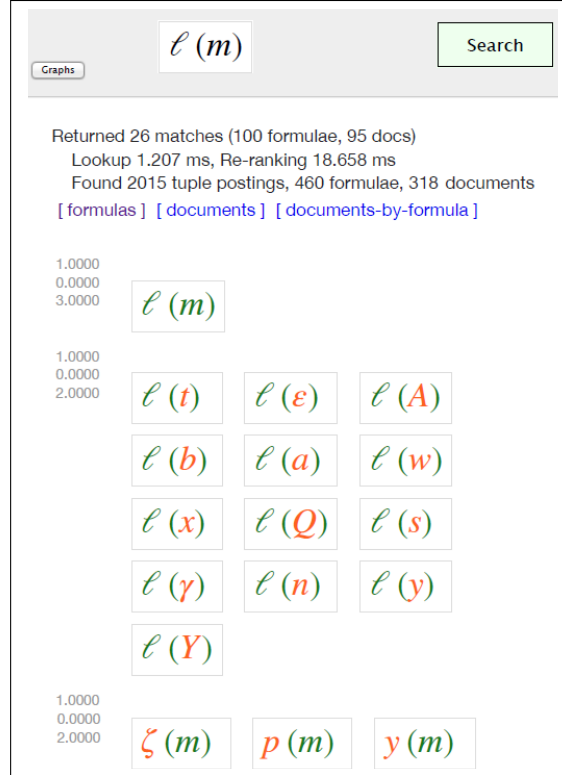 ℓ (m)
Search
Graphs
Returned 26 matches (100 formulae, 95 docs)
Lookup 1.207 ms, Re-ranking 18.658 ms
Found 2015 tuple postings, 460 formulae, 318 documents
[ formulas ] [ documents ] [ documents-by-formula ]
1.0000
0.0000
3.0000
ℓ (m)
1.0000
0.0000
2.0000
ℓ (t) ℓ (ε) ℓ (A)
ℓ (b) ℓ (a) ℓ (w)
ℓ (x) ℓ (Q) ℓ (s)
ℓ (γ) ℓ (n) ℓ (y)
ℓ (Y)
1.0000
0.0000
2.0000
ζ (m) p (m) y (m)